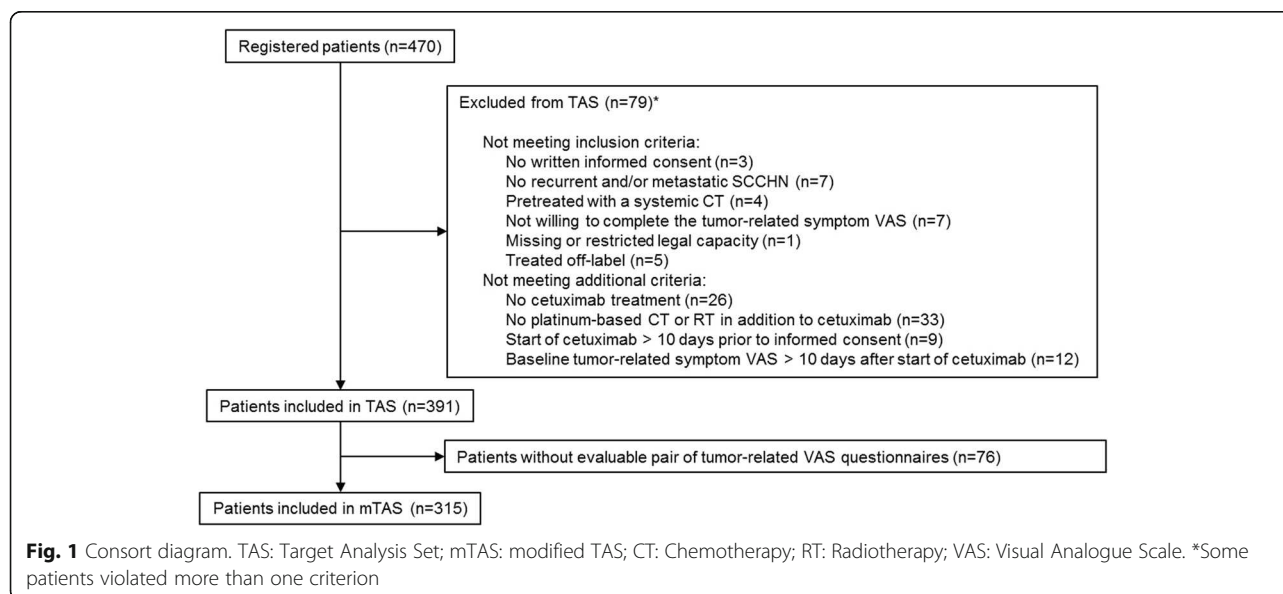 Registered patients (n=470)
Excluded from TAS (n=79)*
Not meeting inclusion criteria:
No written informed consent (n=3)
No recurrent and/or metastatic SCCHN (n=7)
Pretreated with a systemic CT (n=4)
Not willing to complete the tumor-related symptom VAS (n=7)
Missing or restricted legal capacity (n=1)
Treated off-label (n=5)
Not meeting additional criteria:
No cetuximab treatment (n=26)
No platinum-based CT or RT in addition to cetuximab (n=33)
Start of cetuximab > 10 days prior to informed consent (n=9)
Baseline tumor-related symptom VAS > 10 days after start of cetuximab (n=12)
Patients included in TAS (n=391)
Patients without evaluable pair of tumor-related VAS questionnaires (n=76)
Patients included in mTAS (n=315)
Fig. 1 Consort diagram. TAS: Target Analysis Set; mTAS: modified TAS; CT: Chemotherapy; RT: Radiotherapy; VAS: Visual Analogue Scale. *Some
patients violated more than one criterion